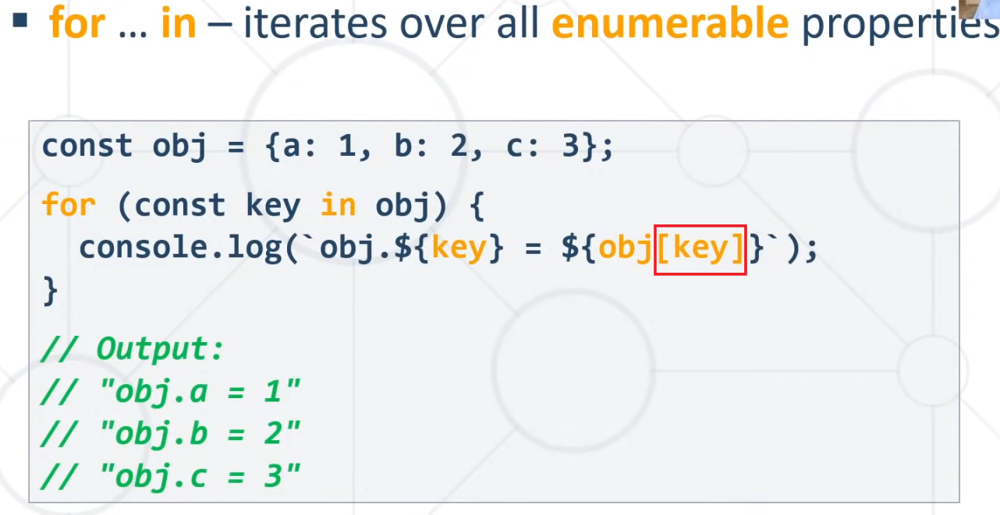 ▪ for ... in – iterates over all enumerable properties
const obj = {a: 1, b: 2, c: 3};
for (const key in obj) {
  console.log(`obj.${key} = ${obj[key]}`);
}
// Output:
// "obj.a = 1"
// "obj.b = 2"
// "obj.c = 3"